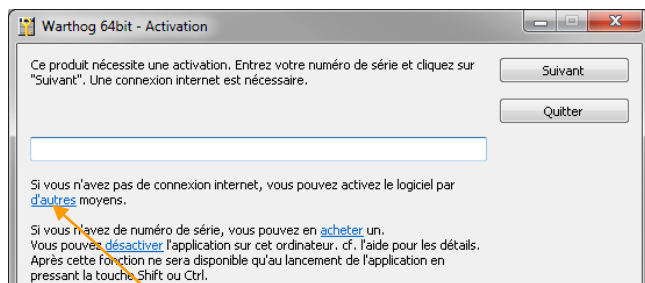 Warthog 64bit - Activation
Ce produit nécessite une activation. Entrez votre numéro de série et cliquez sur
"Suivant". Une connexion internet est nécessaire.
Suivant
Quitter
Si vous n'avez pas de connexion internet, vous pouvez activez le logiciel par
d'autres moyens.
Si vous n'avez de numéro de série, vous pouvez en acheter un.
Vous pouvez désactiver l'application sur cet ordinateur. cf. l'aide pour les détails.
Après cette fonction ne sera disponible qu'au lancement de l'application en
pressant la touche Shift ou Ctrl.